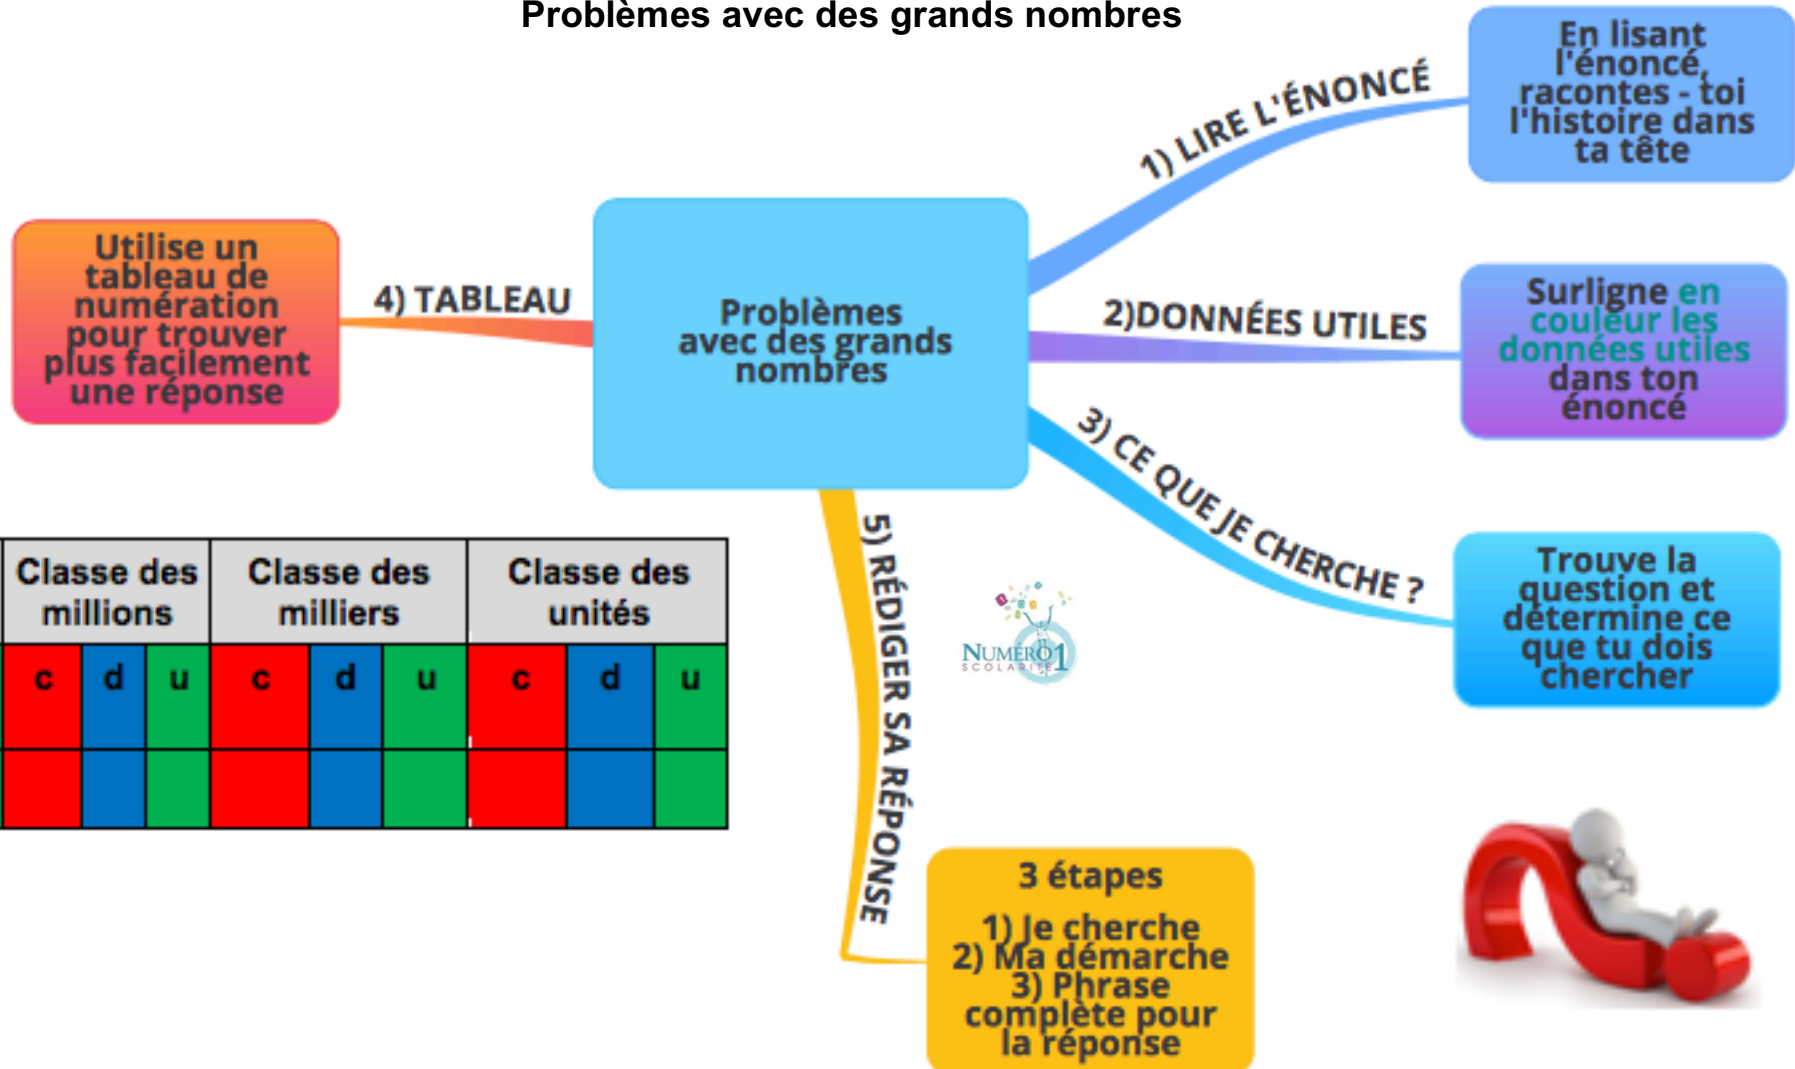 Problèmes avec des grands nombres
En lisant
l'énoncé,
racontes - toi
l'histoire dans
ta tête
1) LIRE L'ÉNONCÉ
Utilise un
tableau de
numération
pour trouver
plus facilement
une réponse
4) TABLEAU
Problèmes
avec des grands
nombres
2)DONNÉES UTILES
Surligne en
couleur les
données utiles
dans ton
énoncé
3) CE QUE JE CHERCHE ?
Trouve la
question et
détermine ce
que tu dois
chercher
5) RÉDIGER SA RÉPONSE
3 étapes
1) Je cherche
2) Ma démarche
3) Phrase
complète pour
la réponse
Classe des
millions
Classe des
milliers
Classe des
unités
c d u c d u c d u
NUMÉRO1
SCOLARITÉ